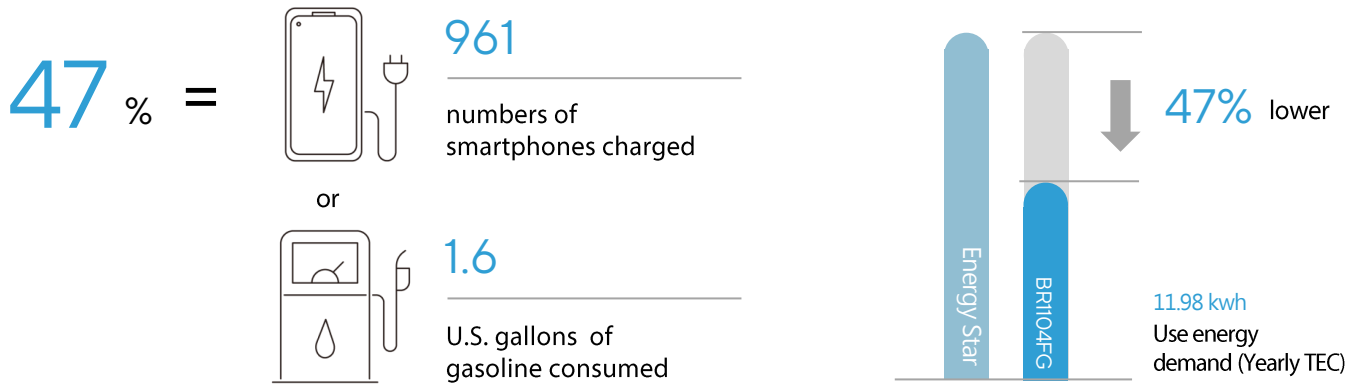 47 %
=
961
numbers of
smartphones charged
or
1.6
U.S. gallons of
gasoline consumed
Energy Star
BR1104FG
47% lower
11.98 kwh
Use energy
demand (Yearly TEC)